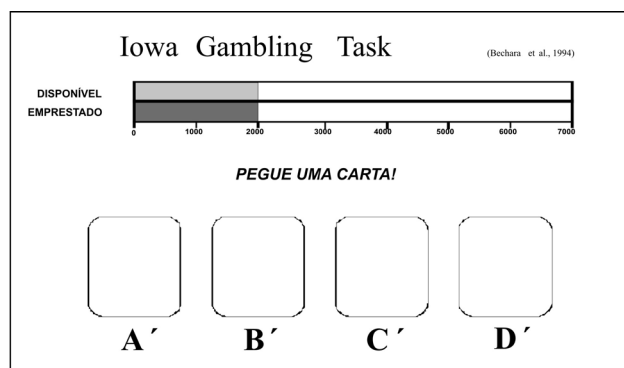 Iowa Gambling Task (Bechara et al., 1994)
DISPONÍVEL
EMPRESTADO
0 1000 2000 3000 4000 5000 6000 7000
PEGUE UMA CARTA!
A´ B´ C´ D´